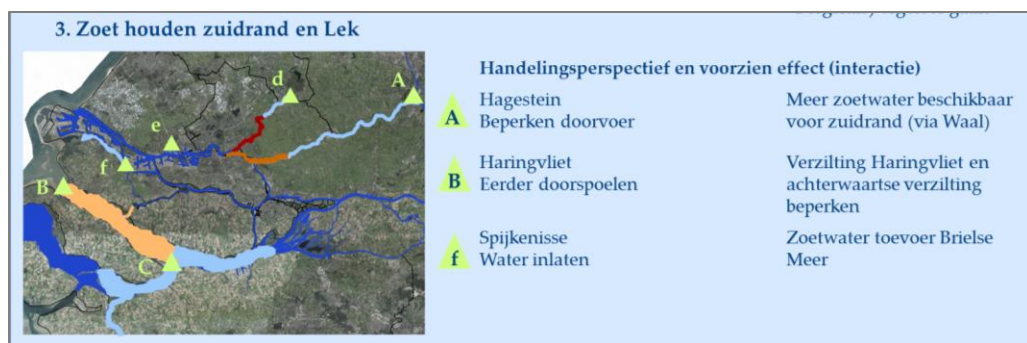 3. Zoet houden zuidrand en Lek
d
A
e
f
B
C
Handelingsperspectief en voorzien effect (interactie)
A
Hagestein
Beperken doorvoer
Meer zoetwater beschikbaar
voor zuidrand (via Waal)
B
Haringvliet
Eerder doorspoelen
Verzilting Haringvliet en
achterwaartse verzilting
beperken
f
Spijkenisse
Water inlaten
Zoetwater toevoer Brielse
Meer